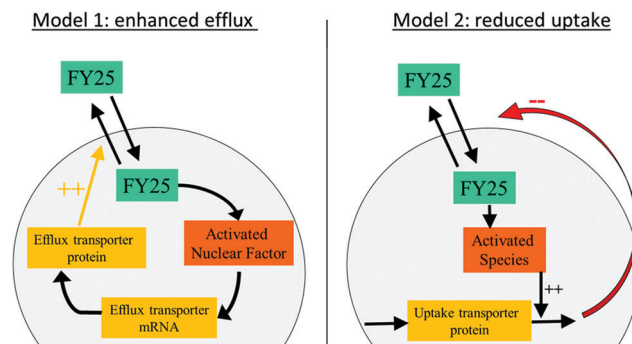 Model 1: enhanced efflux
FY25
FY25
++
Efflux transporter
protein
Activated
Nuclear Factor
Efflux transporter
mRNA
Model 2: reduced uptake
FY25
--
FY25
Activated
Species
++
Uptake transporter
protein